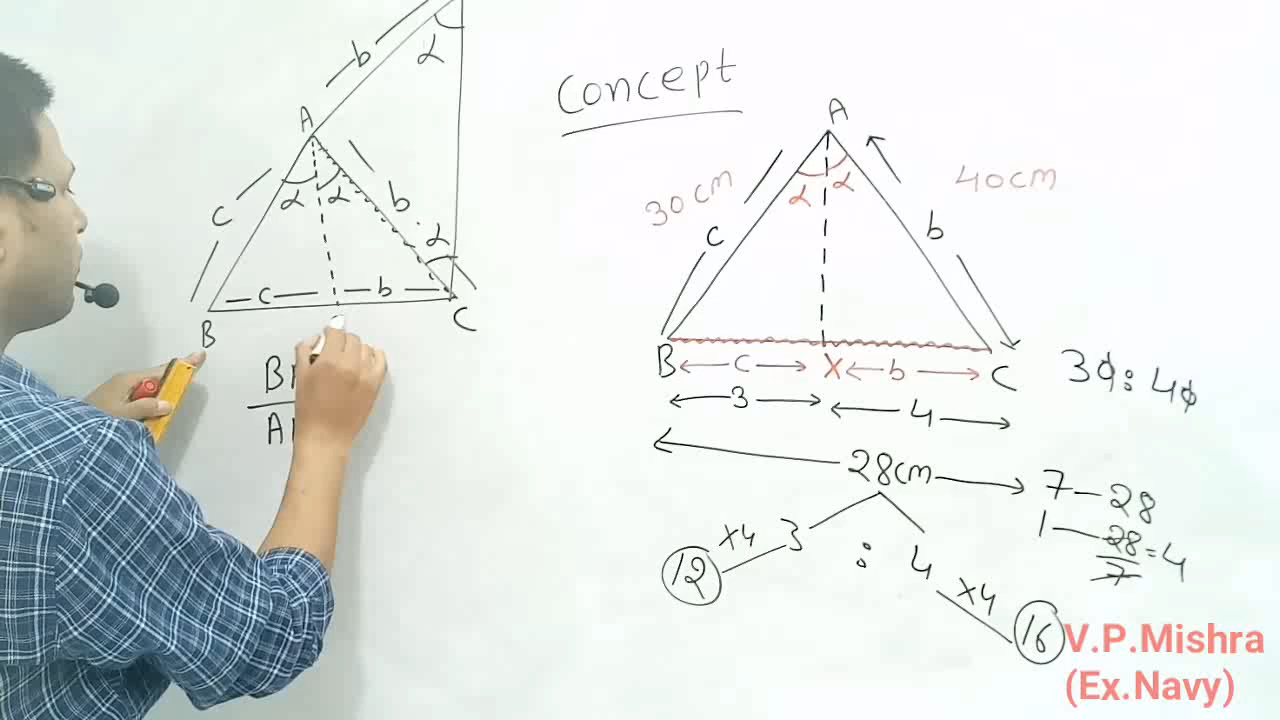 Concept
b
α
A
c
α
α
b
α
c
b
B
C
B
A
A
30cm
40cm
α
α
c
b
B
c
X
b
C
3
4
30:40
28cm
7-28
1-28/7=4
×4
3
:
4
×4
12
16
V.P.Mishra
(Ex.Navy)